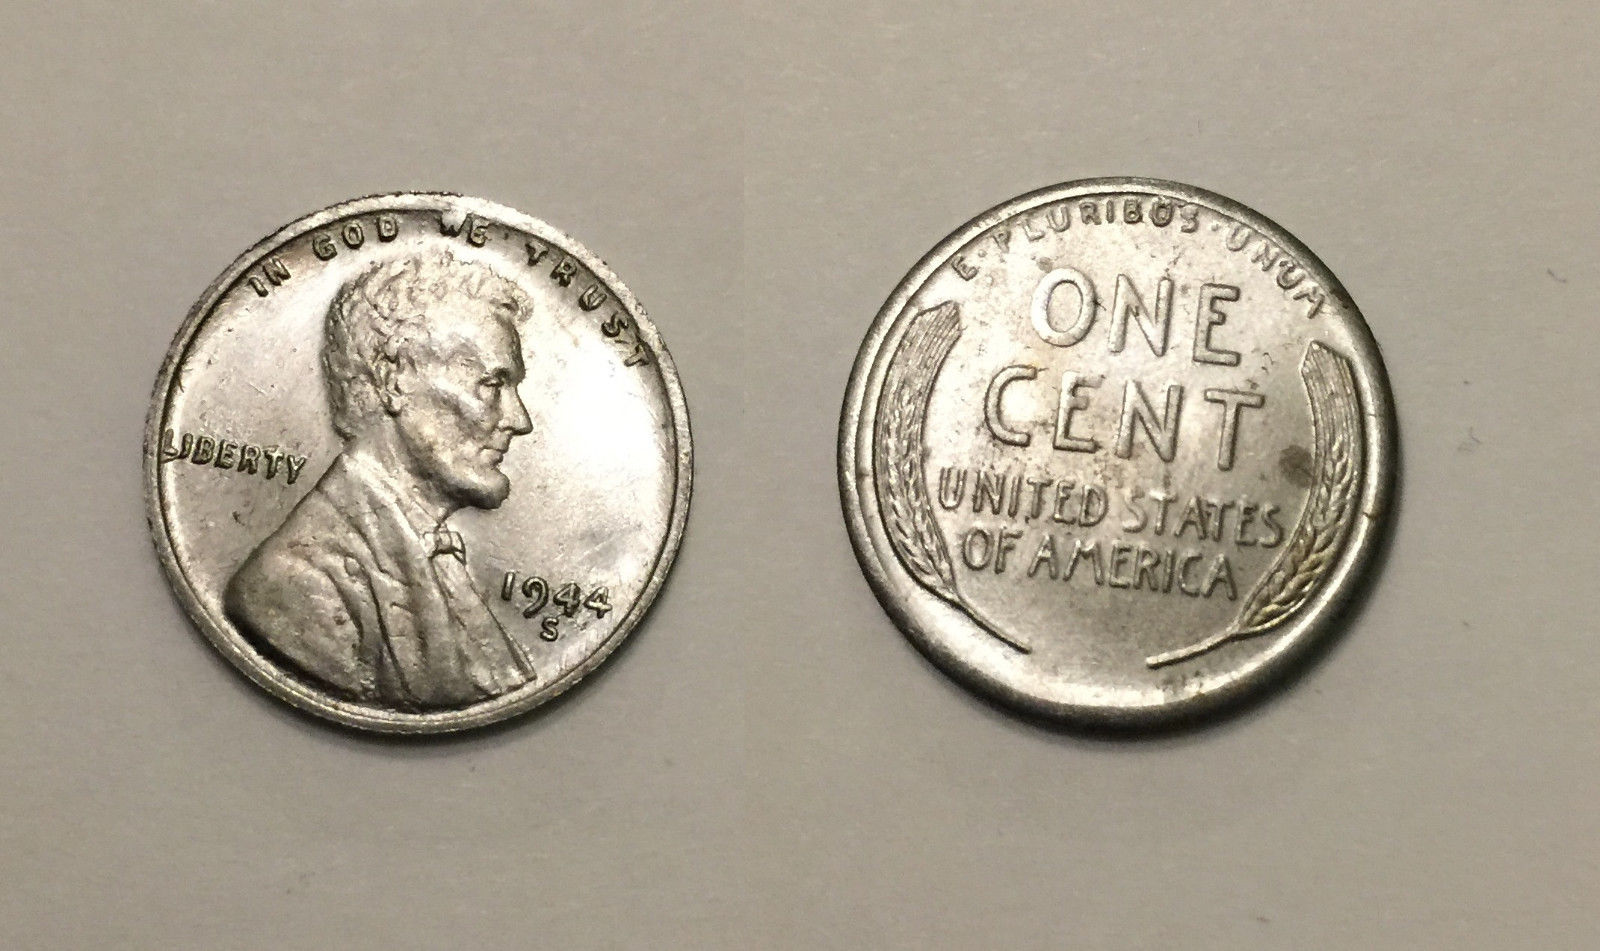 IN GOD WE TRUST
LIBERTY
1944
S
E·PLURIBUS·UNUM
ONE
CENT
UNITED STATES
OF AMERICA